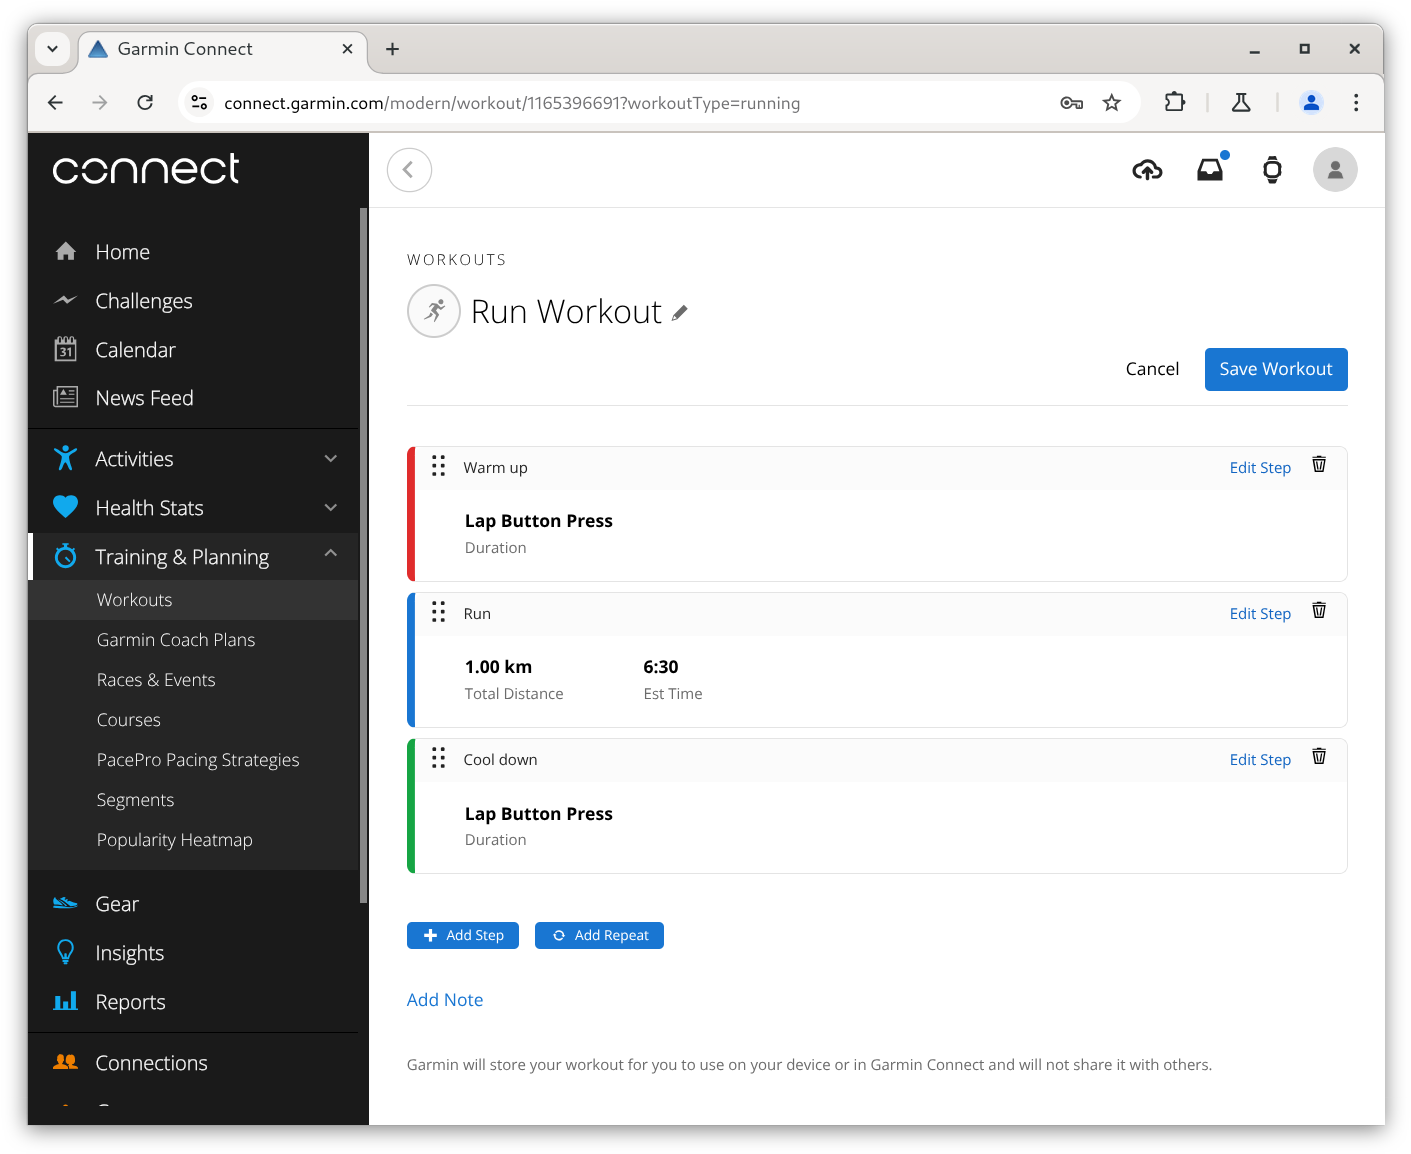 Garmin Connect
connect.garmin.com/modern/workout/1165396691?workoutType=running
connect
Home
Challenges
31
Calendar
News Feed
Activities
Health Stats
Training & Planning
Workouts
Garmin Coach Plans
Races & Events
Courses
PacePro Pacing Strategies
Segments
Popularity Heatmap
Gear
Insights
Reports
Connections
WORKOUTS
Run Workout
Cancel
Save Workout
Warm up
Edit Step
Lap Button Press
Duration
Run
Edit Step
1.00 km
6:30
Total Distance
Est Time
Cool down
Edit Step
Lap Button Press
Duration
Add Step
Add Repeat
Add Note
Garmin will store your workout for you to use on your device or in Garmin Connect and will not share it with others.